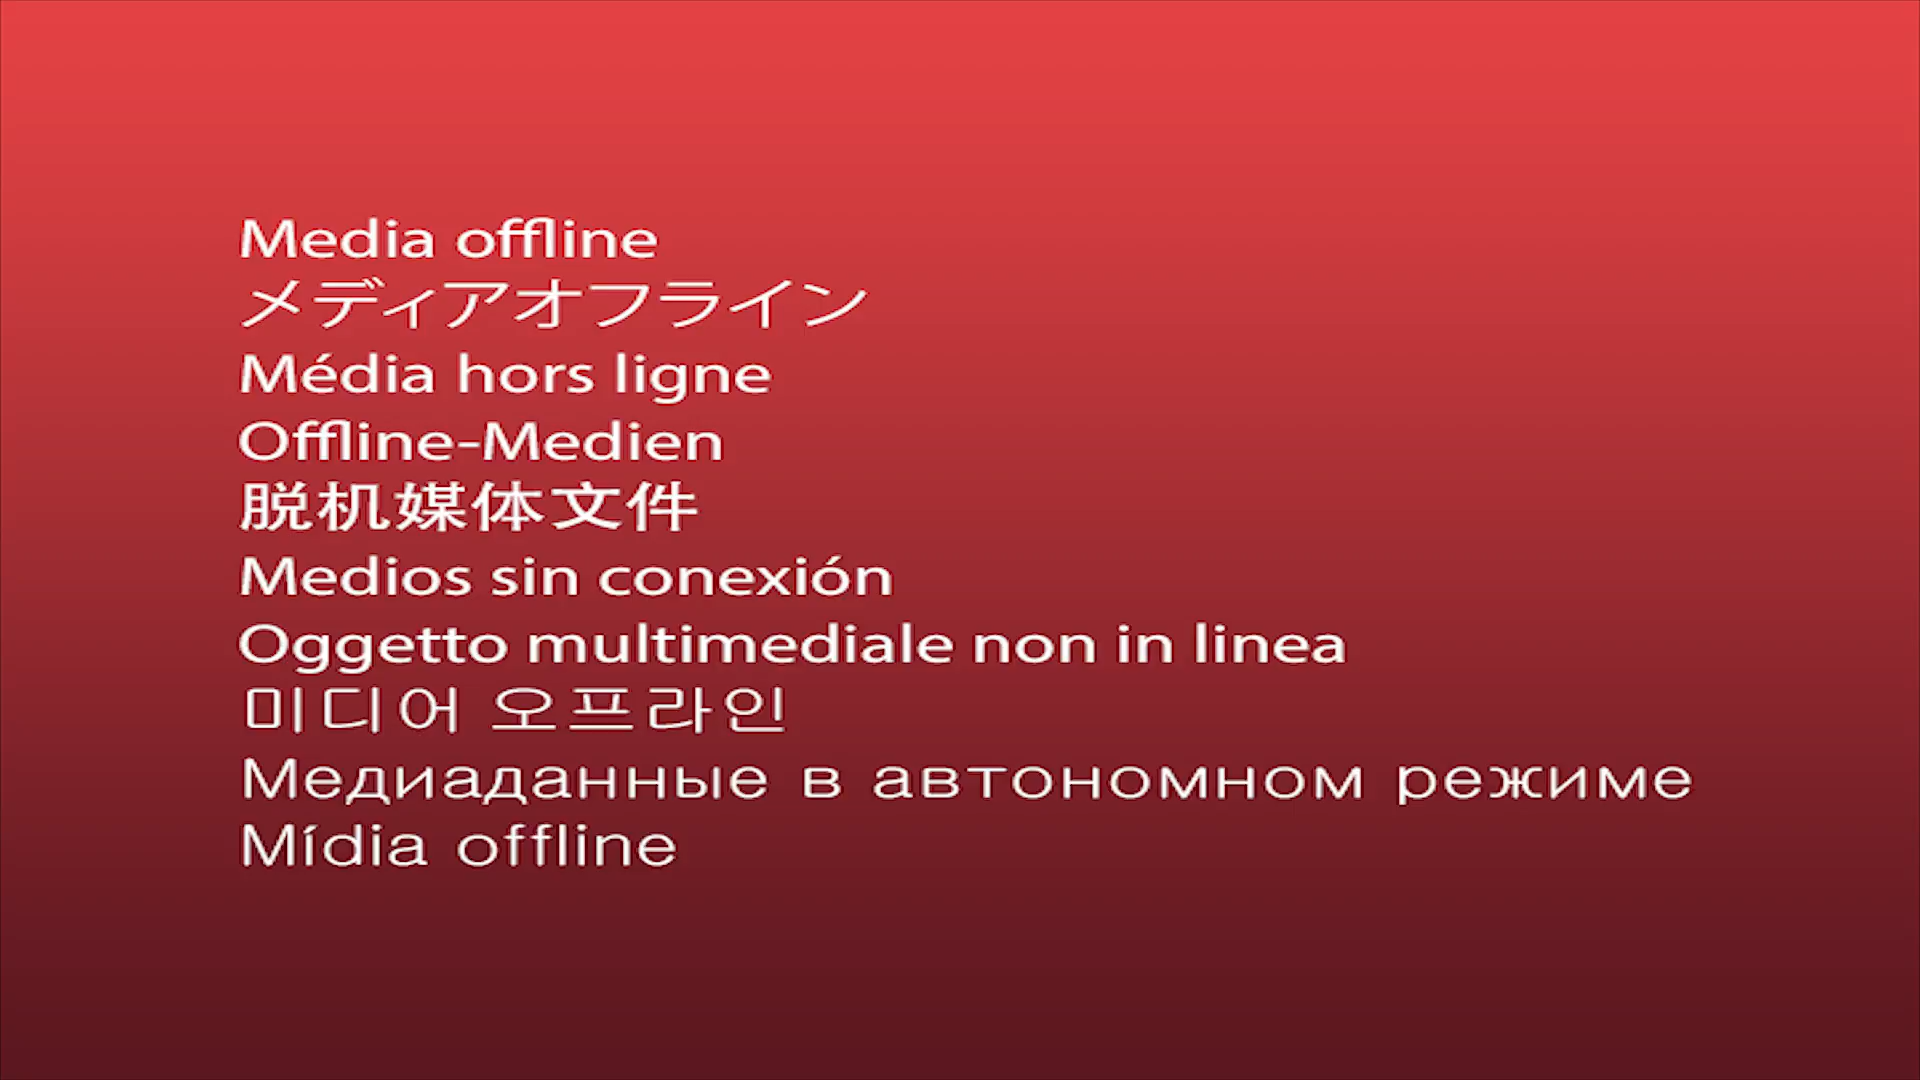 Media offline
メディアオフライン
Média hors ligne
Offline-Medien
脱机媒体文件
Medios sin conexión
Oggetto multimediale non in linea
미디어 오프라인
Медиаданные в автономном режиме
Mídia offline